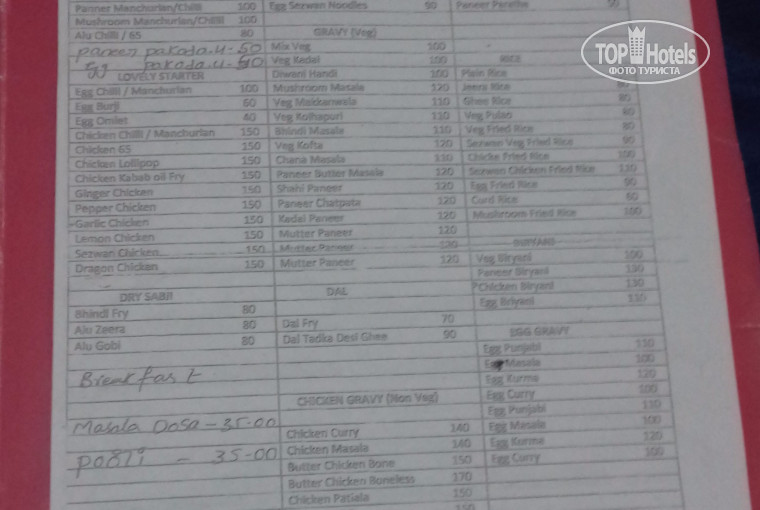 Panner Manchurian/Chilli 100
Mushroom Manchurian/Chilli 100
Alu Chilli / 65 80
paneer pakoda.U-50
pakoda.U-
LOVELY STARTER
Egg Chilli / Manchurian 100
Egg Burji 60
Egg Omlet 40
Chicken Chilli / Manchurian 150
Chicken 65 150
Chicken Lollipop 150
Chicken Kabab oil Fry 150
Ginger Chicken 150
Pepper Chicken 150
Garlic Chicken 150
Lemon Chicken 150
Sezwan Chicken 150
Dragon Chicken 150
DRY SABJI
Bhindi Fry 80
Alu Zeera 80
Alu Gobi 80
Breakfast
Masala Dosa - 35.00
poori - 35.00
Egg Sezwan Noodles 90
GRAVY (Veg)
Mix Veg 100
Veg Kadai 100
Diwani Handi 100
Mushroom Masala 120
Veg Makkanwala 110
Veg Kolhapuri 110
Bhindi Masala 110
Veg Kofta 120
Chana Masala 110
Paneer Butter Masala 120
Shahi Paneer 120
Paneer Chatpata 120
Kadai Paneer 120
Mutter Paneer 120
Mutter Paneer 120
Mutter Paneer 120
DAL
Dal Fry 70
Dal Tadka Desi Ghee 90
CHICKEN GRAVY (Non Veg)
Chicken Curry 140
Chicken Masala 140
Butter Chicken Bone 150
Butter Chicken Boneless 170
Chicken Patiala 150
150
Paneer Paratha
RICE
Plain Rice
Jeera Rice 80
Ghee Rice 80
Veg Pulao 80
Veg Fried Rice 80
Sezwan Veg Fried Rice 90
Chicke Fried Rice 100
Sezwan Chicken Fried Rice 110
Egg Fried Rice 90
Curd Rice 60
Mushroom Fried Rice 100
BIRYANI
Veg Biryani 100
Paneer Biryani 130
Chicken Biryani 130
Egg Briyani 110
EGG GRAVY
Egg Punjabi 110
Egg Masala 100
Egg Kurma 120
Egg Curry 100
Egg Punjabi 110
Egg Masala 100
Egg Kurma 120
Egg Curry 100
TOP Hotels
ФОТО ТУРИСТА